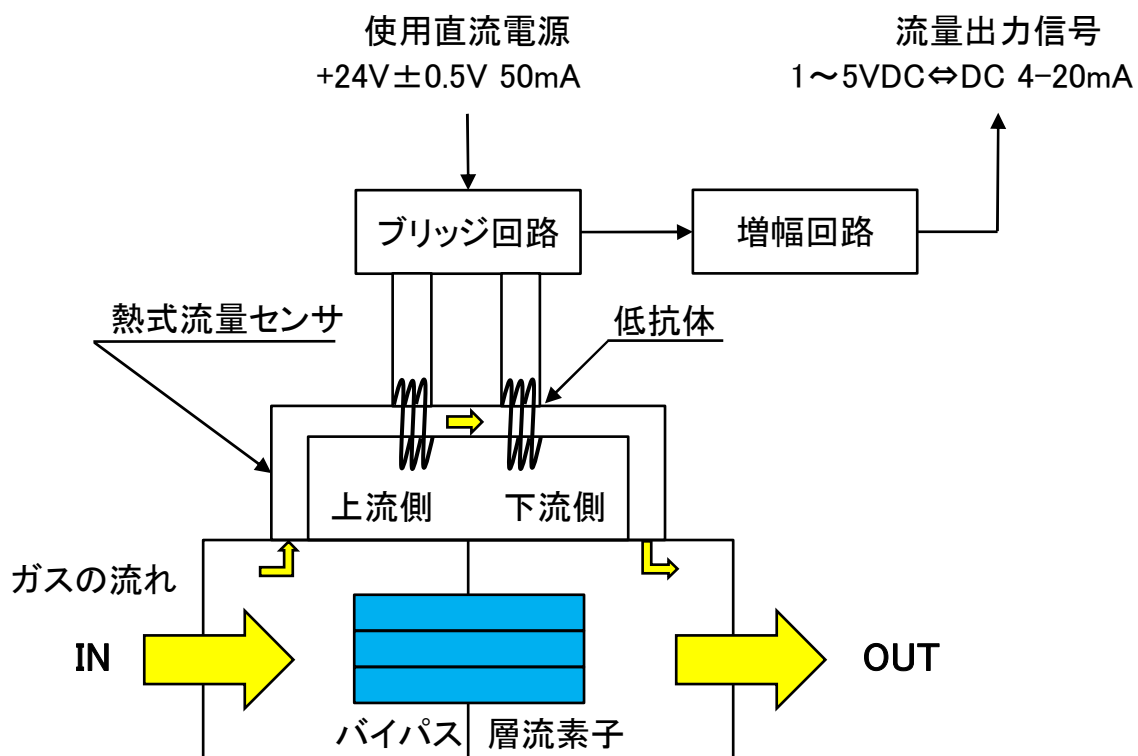 使用直流電源
+24V±0.5V 50mA
流量出力信号
1～5VDC⇔DC 4-20mA
ブリッジ回路
増幅回路
熱式流量センサ
低抗体
上流側
下流側
ガスの流れ
IN
OUT
バイパス
層流素子